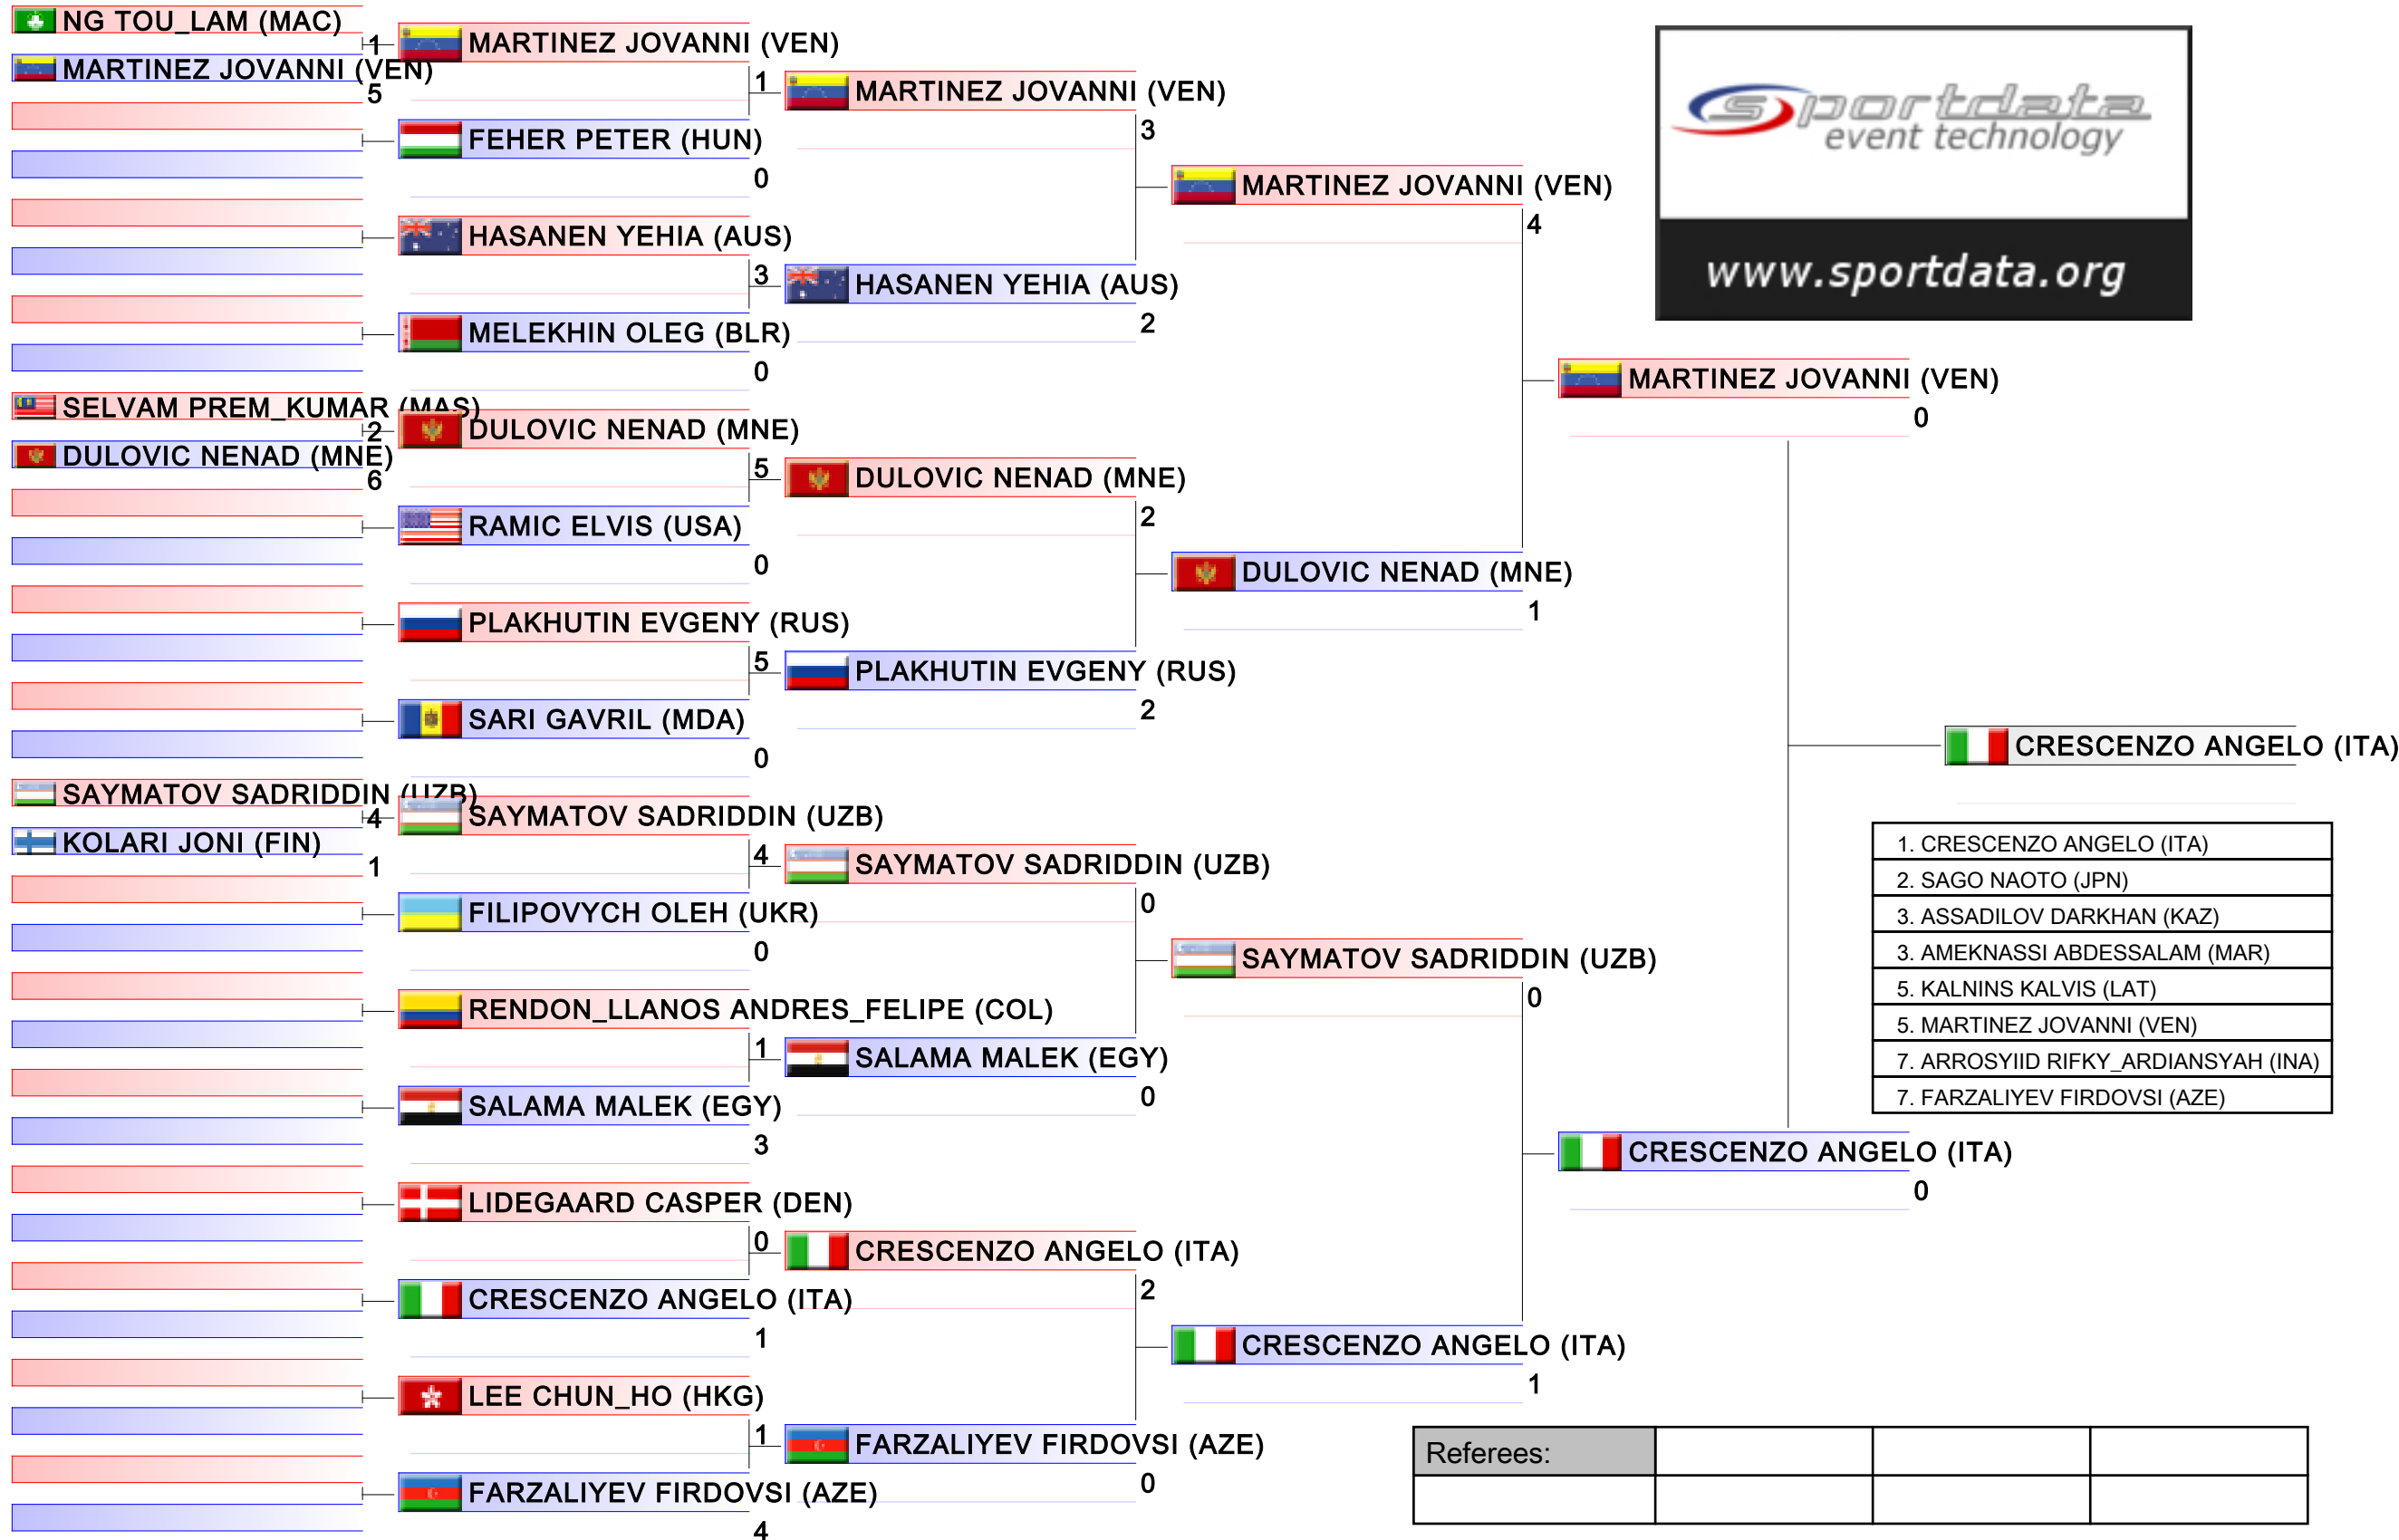 NG TOU_LAM (MAC)
1
MARTINEZ JOVANNI (VEN)
5
SELVAM PREM_KUMAR (MAS)
2
DULOVIC NENAD (MNE)
6
SAYMATOV SADRIDDIN (UZB)
4
KOLARI JONI (FIN)
1
MARTINEZ JOVANNI (VEN)
1
FEHER PETER (HUN)
0
HASANEN YEHIA (AUS)
3
MELEKHIN OLEG (BLR)
0
DULOVIC NENAD (MNE)
5
RAMIC ELVIS (USA)
0
PLAKHUTIN EVGENY (RUS)
5
SARI GAVRIL (MDA)
0
SAYMATOV SADRIDDIN (UZB)
4
FILIPOVYCH OLEH (UKR)
0
RENDON_LLANOS ANDRES_FELIPE (COL)
1
SALAMA MALEK (EGY)
3
LIDEGAARD CASPER (DEN)
0
CRESCENZO ANGELO (ITA)
1
LEE CHUN_HO (HKG)
1
FARZALIYEV FIRDOVSI (AZE)
4
MARTINEZ JOVANNI (VEN)
3
HASANEN YEHIA (AUS)
2
DULOVIC NENAD (MNE)
2
PLAKHUTIN EVGENY (RUS)
2
SAYMATOV SADRIDDIN (UZB)
0
SALAMA MALEK (EGY)
0
CRESCENZO ANGELO (ITA)
2
FARZALIYEV FIRDOVSI (AZE)
0
MARTINEZ JOVANNI (VEN)
4
DULOVIC NENAD (MNE)
1
SAYMATOV SADRIDDIN (UZB)
0
CRESCENZO ANGELO (ITA)
1
MARTINEZ JOVANNI (VEN)
0
CRESCENZO ANGELO (ITA)
0
CRESCENZO ANGELO (ITA)
sportdata
event technology
www.sportdata.org
1. CRESCENZO ANGELO (ITA)
2. SAGO NAOTO (JPN)
3. ASSADILOV DARKHAN (KAZ)
3. AMEKNASSI ABDESSALAM (MAR)
5. KALNINS KALVIS (LAT)
5. MARTINEZ JOVANNI (VEN)
7. ARROSYIID RIFKY_ARDIANSYAH (INA)
7. FARZALIYEV FIRDOVSI (AZE)
Referees: